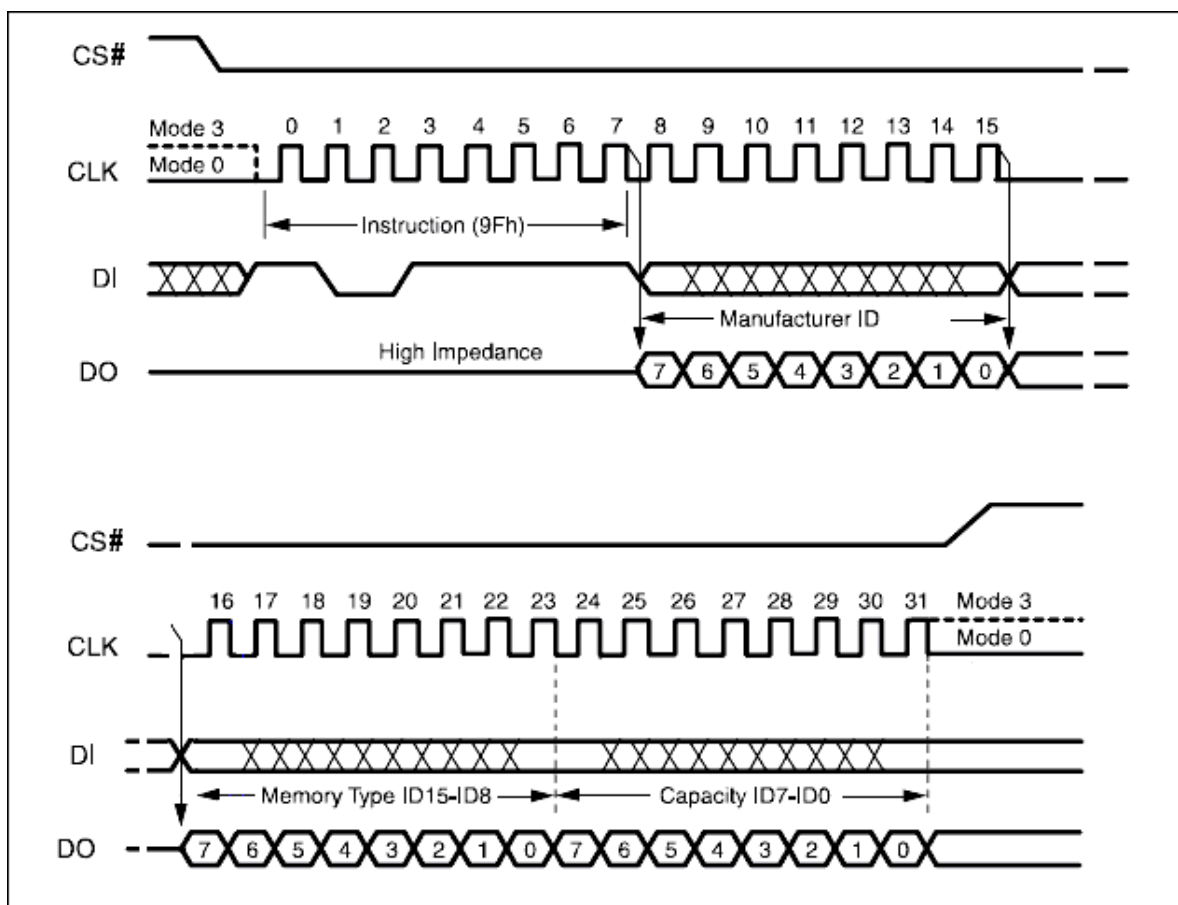 CS#
Mode 3
0 1 2 3 4 5 6 7 8 9 10 11 12 13 14 15
CLK
Mode 0
Instruction (9Fh)
DI
Manufacturer ID
High Impedance
DO
7 6 5 4 3 2 1 0
CS#
16 17 18 19 20 21 22 23 24 25 26 27 28 29 30 31
Mode 3
CLK
Mode 0
DI
Memory Type ID15-ID8
Capacity ID7-ID0
DO
7 6 5 4 3 2 1 0 7 6 5 4 3 2 1 0